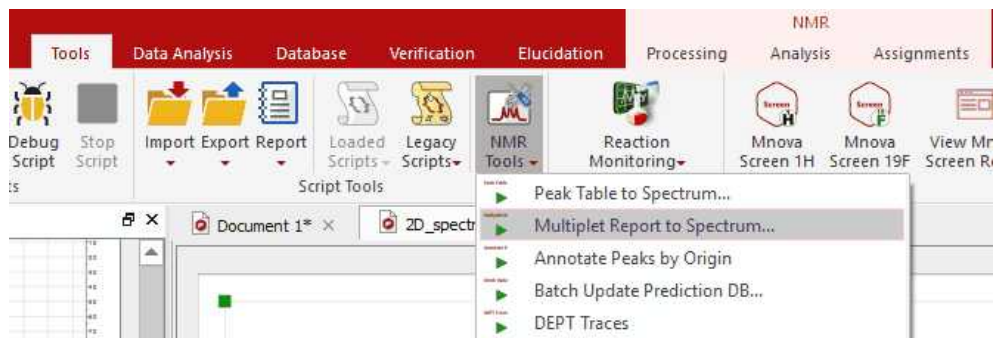 NMR
Tools Data Analysis Database Verification Elucidation Processing Analysis Assignments
Debug Script
Stop Script
Import Export Report
Loaded Scripts
Legacy Scripts
NMR Tools
Reaction Monitoring
Screen H
Mnova Screen 1H
Screen F
Mnova Screen 19F
View Mn
Screen R
ts
Script Tools
Document 1*
2D_spectr
Peak Table to Spectrum...
Multiplet Report to Spectrum...
Annotate Peaks by Origin
Batch Update Prediction DB...
DEPT Traces